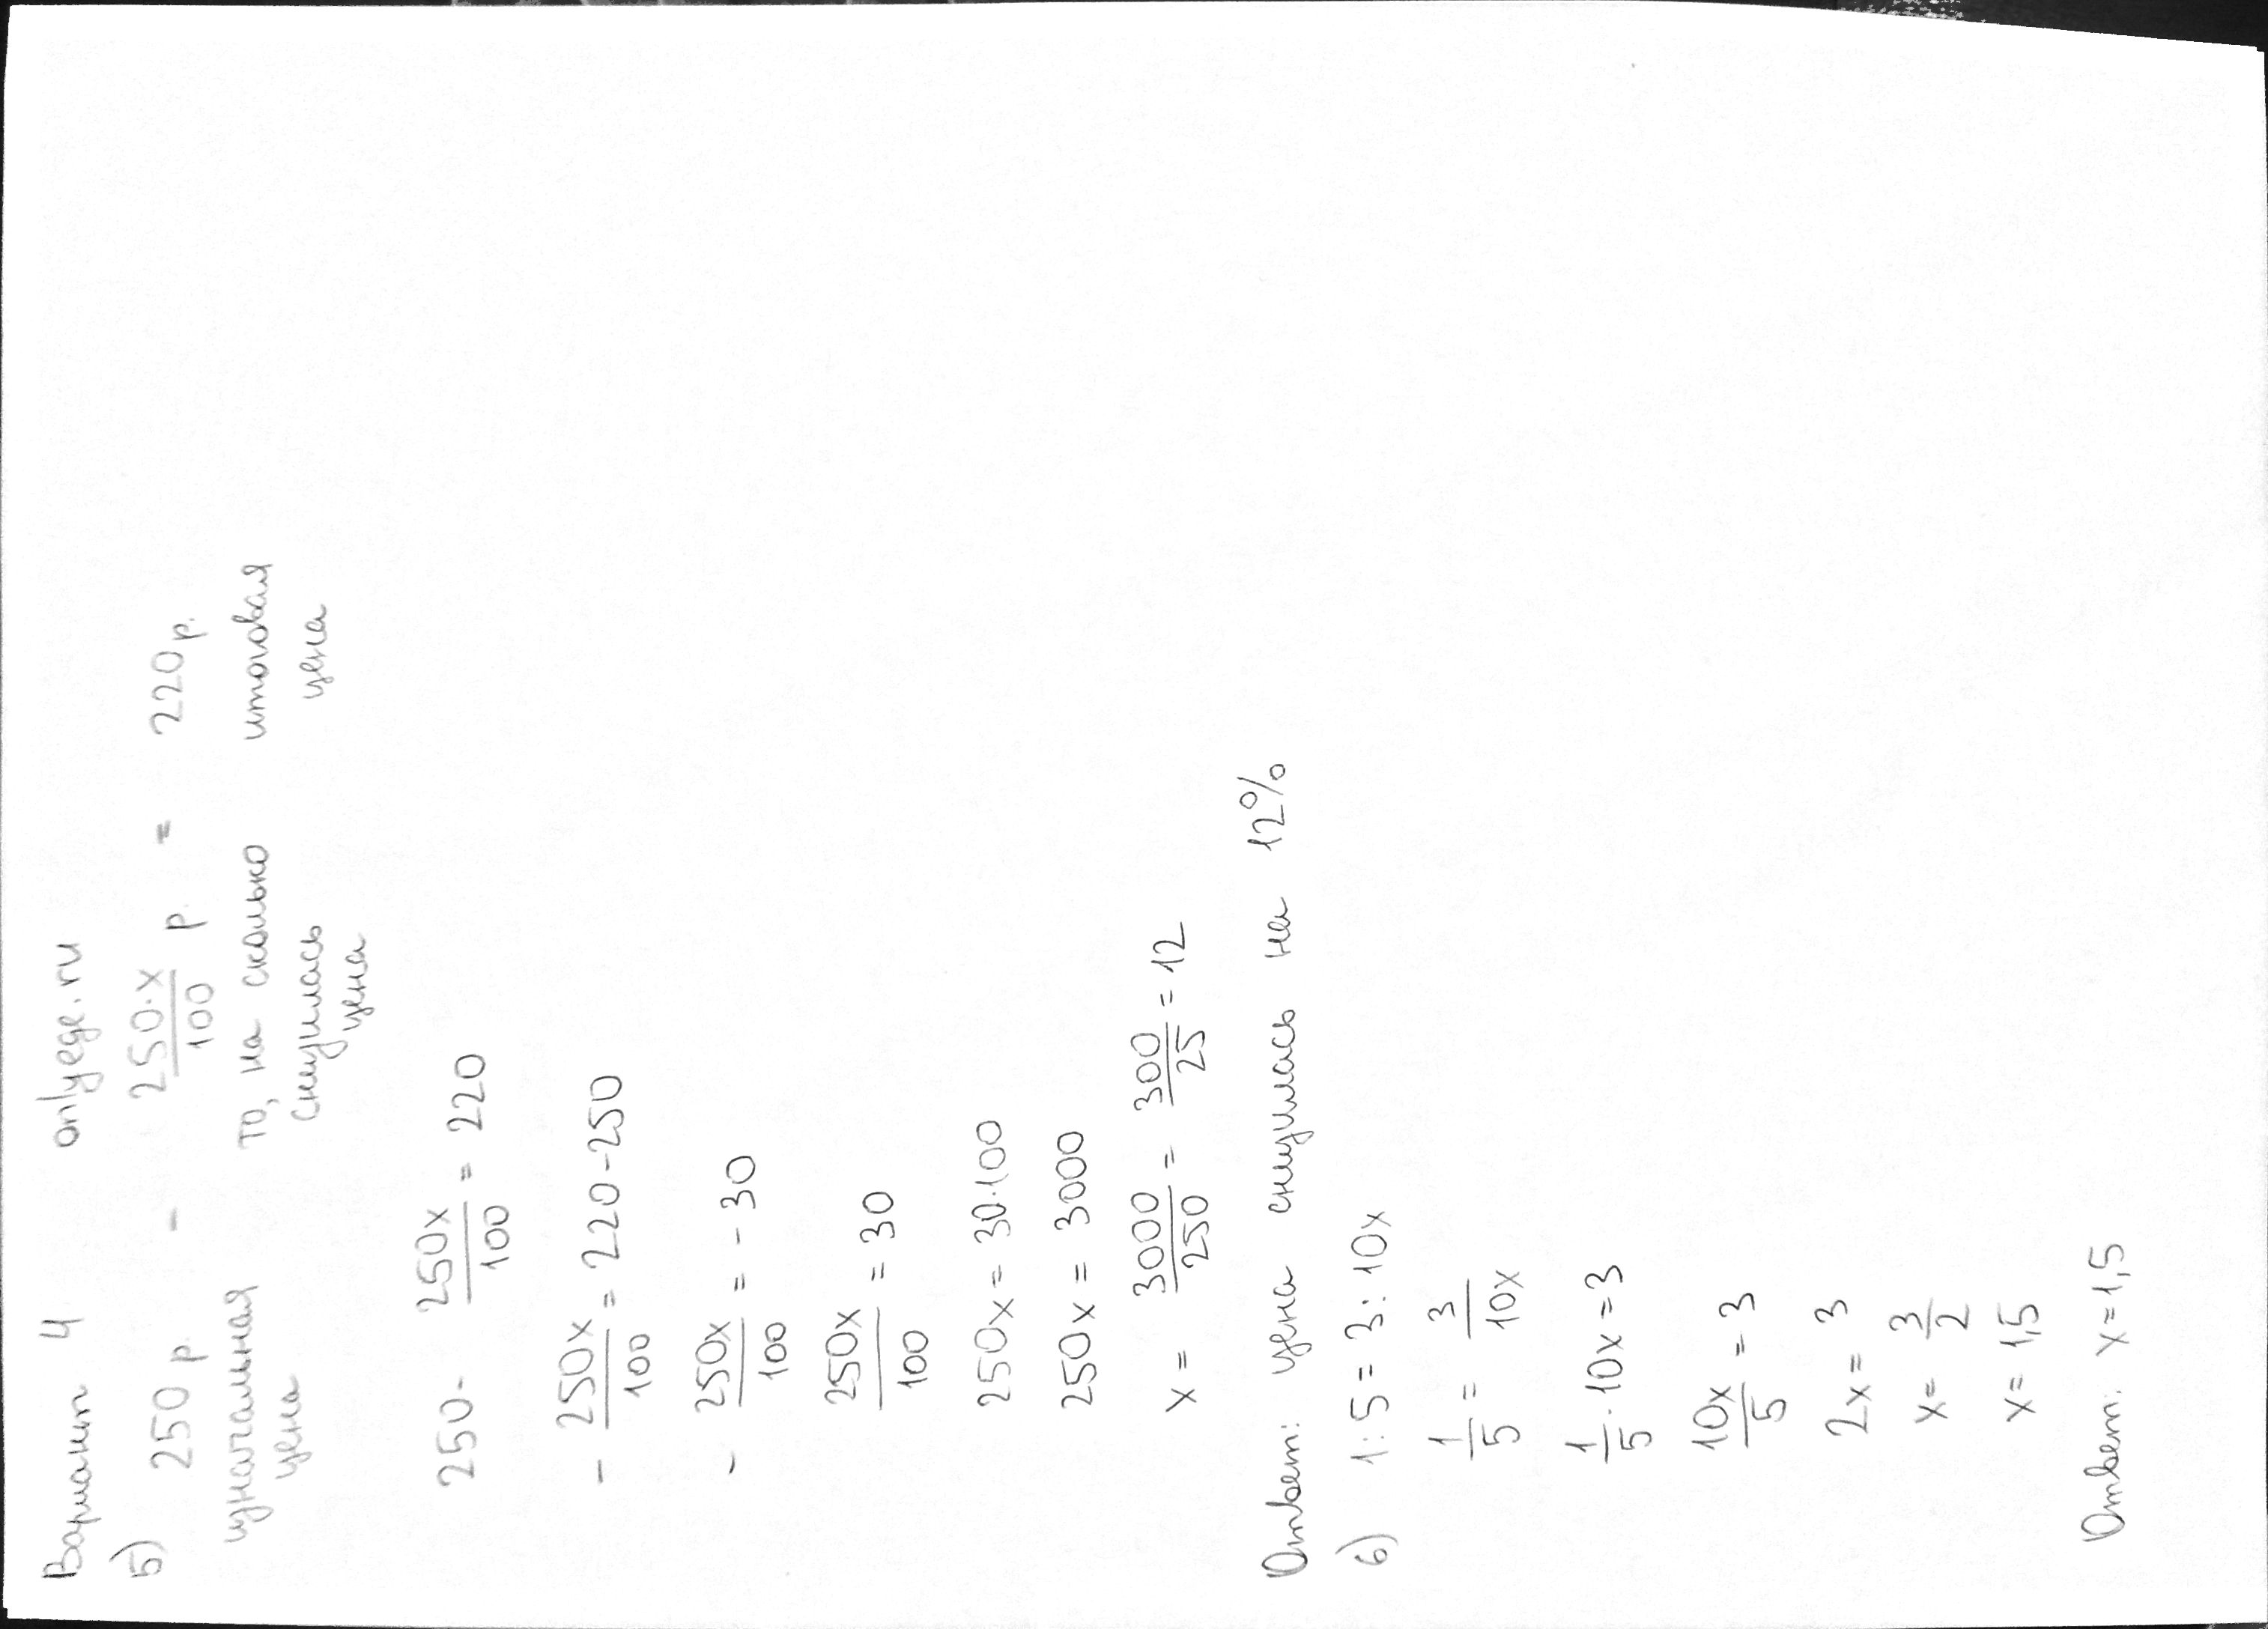 Вариант 4 onlyege.ru
5) 250 р. - 250·x/100 р. = 220 р.
изначальная цена то, на сколько снизилась цена итоговая цена
250 - 250x/100 = 220
- 250x/100 = 220-250
- 250x/100 = -30
250x/100 = 30
250x = 30·100
250x = 3000
x = 3000/250 = 300/25 = 12
Ответ: цена снизилась на 12%
6) 1:5 = 3:10x
1/5 = 3/10x
1/5 · 10x = 3
10x/5 = 3
2x = 3
x = 3/2
x = 1,5
Ответ: x = 1,5